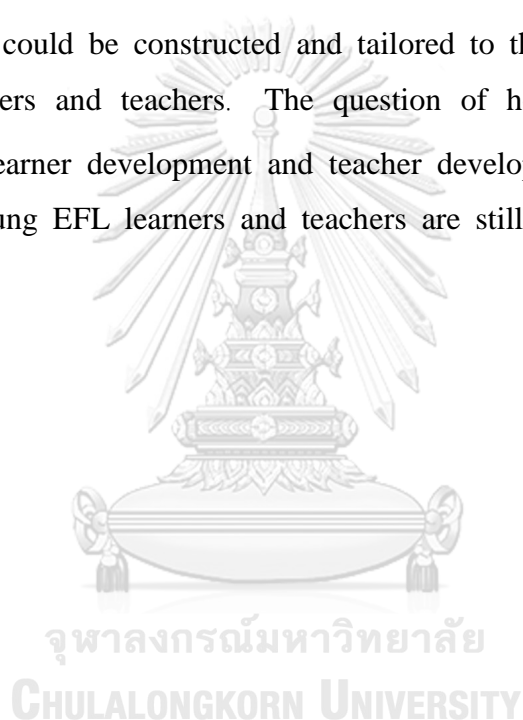 could be constructed and tailored to th
ers and teachers. The question of h
earner development and teacher develop
ung EFL learners and teachers are still
จุฬาลงกรณ์มหาวิทยาลัย
CHULALONGKORN UNIVERSITY